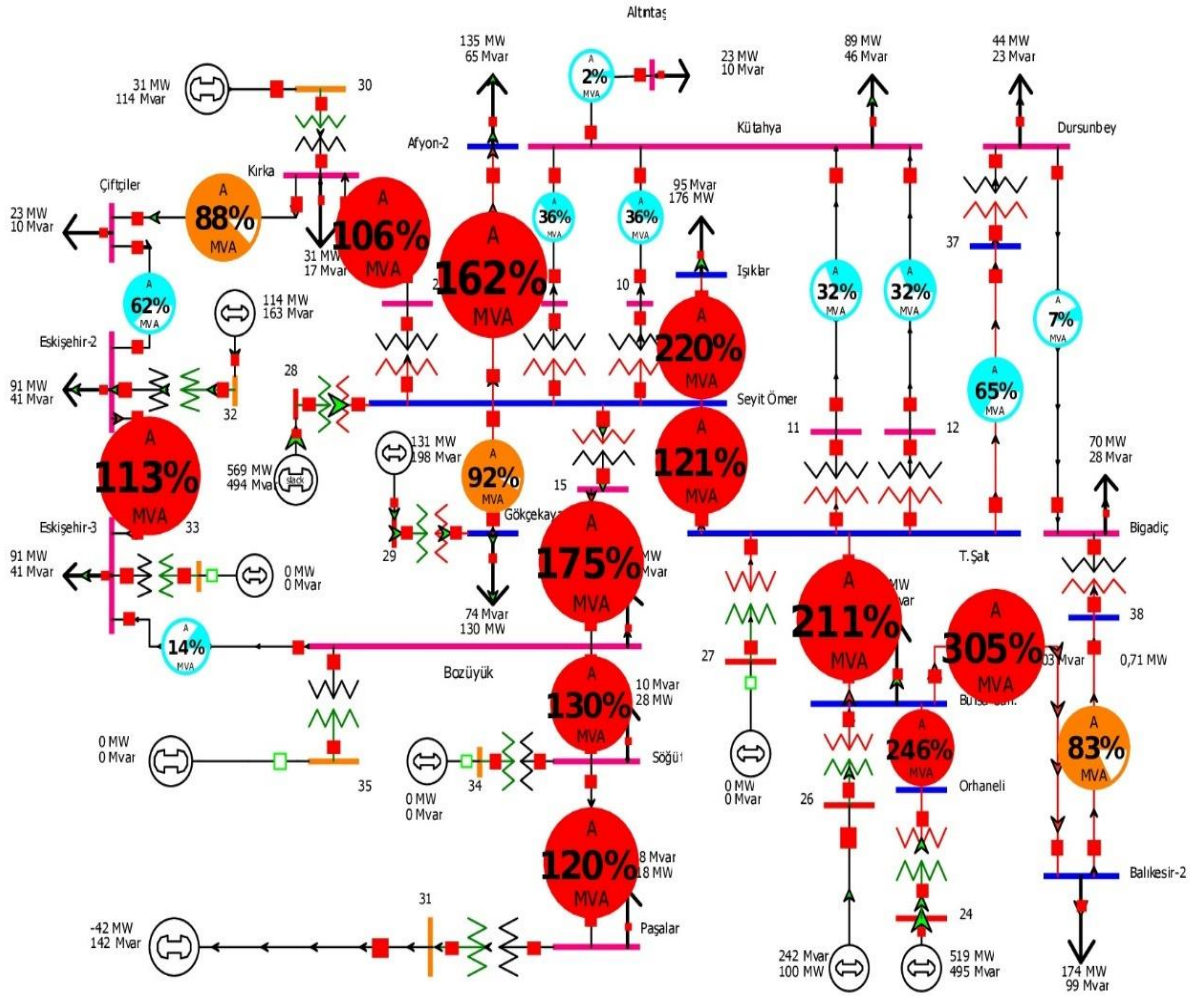 Altıntaş
135 MW
65 Mvar
A
2%
MVA
23 MW
10 Mvar
89 MW
46 Mvar
44 MW
23 Mvar
31 MW
114 Mvar
30
Afyon-2
Kütahya
Dursunbey
Kırka
Çiftçiler
23 MW
10 Mvar
A
88%
MVA
A
106%
MVA
31 MW
17 Mvar
A
162%
MVA
A
36%
MVA
A
36%
MVA
95 Mvar
176 MW
Işıklar
37
A
62%
MVA
114 MW
163 Mvar
10
A
32%
MVA
A
32%
MVA
A
7%
MVA
Eskişehir-2
91 MW
41 Mvar
32
28
A
220%
MVA
Seyit Ömer
A
65%
MVA
11
12
A
113%
MVA
569 MW
494 Mvar
slack
131 MW
198 Mvar
A
92%
MVA
15
A
121%
MVA
70 MW
28 Mvar
Eskişehir-3
33
91 MW
41 Mvar
0 MW
0 Mvar
29
Gökçekaya
74 Mvar
130 MW
A
175%
MVA
T.Şalt
Bigadiç
A
14%
MVA
Bozüyük
27
A
211%
MVA
A
305%
MVA
38
0,71 MW
0 MW
0 Mvar
35
A
130%
MVA
10 Mvar
28 MW
Söğüt
34
0 MW
0 Mvar
0 MW
0 Mvar
26
A
246%
MVA
Orhaneli
A
83%
MVA
A
120%
MVA
8 Mvar
18 MW
Balıkesir-2
31
-42 MW
142 Mvar
Paşalar
24
242 Mvar
100 MW
519 MW
495 Mvar
174 MW
99 Mvar